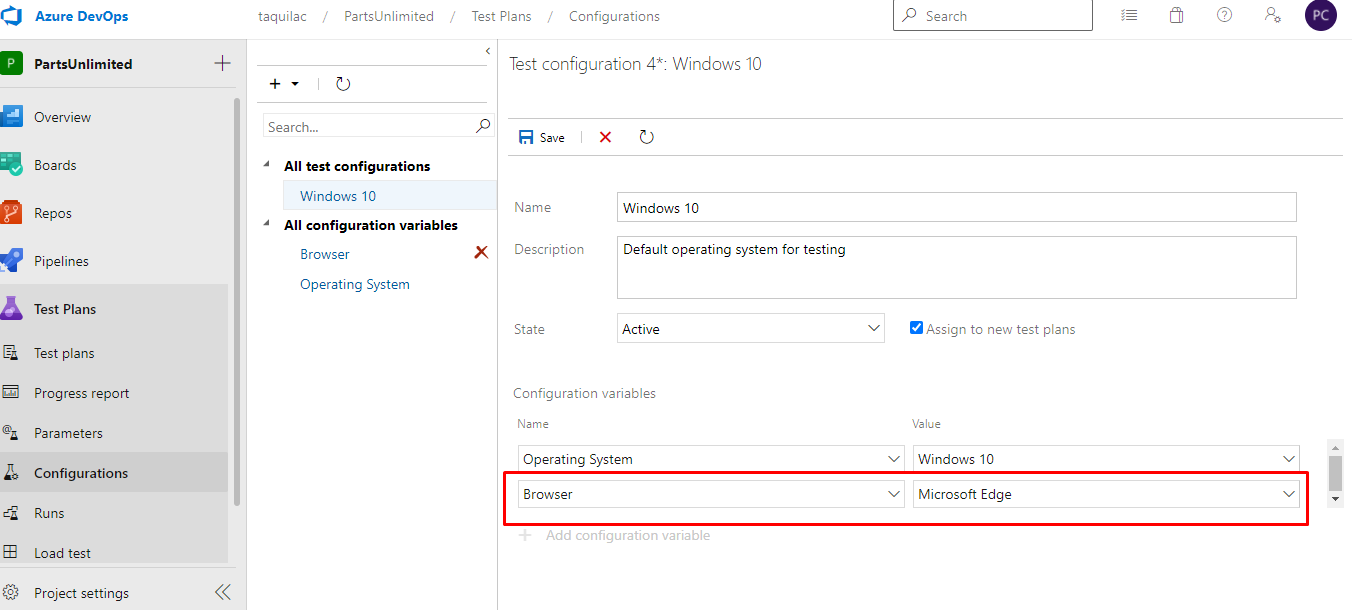 Azure DevOps
taquilac / PartsUnlimited / Test Plans / Configurations
Search
PC
P
PartsUnlimited
Overview
Boards
Repos
Pipelines
Test Plans
Test plans
Progress report
Parameters
Configurations
Runs
Load test
Project settings
Search...
All test configurations
Windows 10
All configuration variables
Browser
Operating System
Test configuration 4*: Windows 10
Save
Name
Windows 10
Description
Default operating system for testing
State
Active
Assign to new test plans
Configuration variables
Name Value
Operating System Windows 10
Browser Microsoft Edge
Add configuration variable